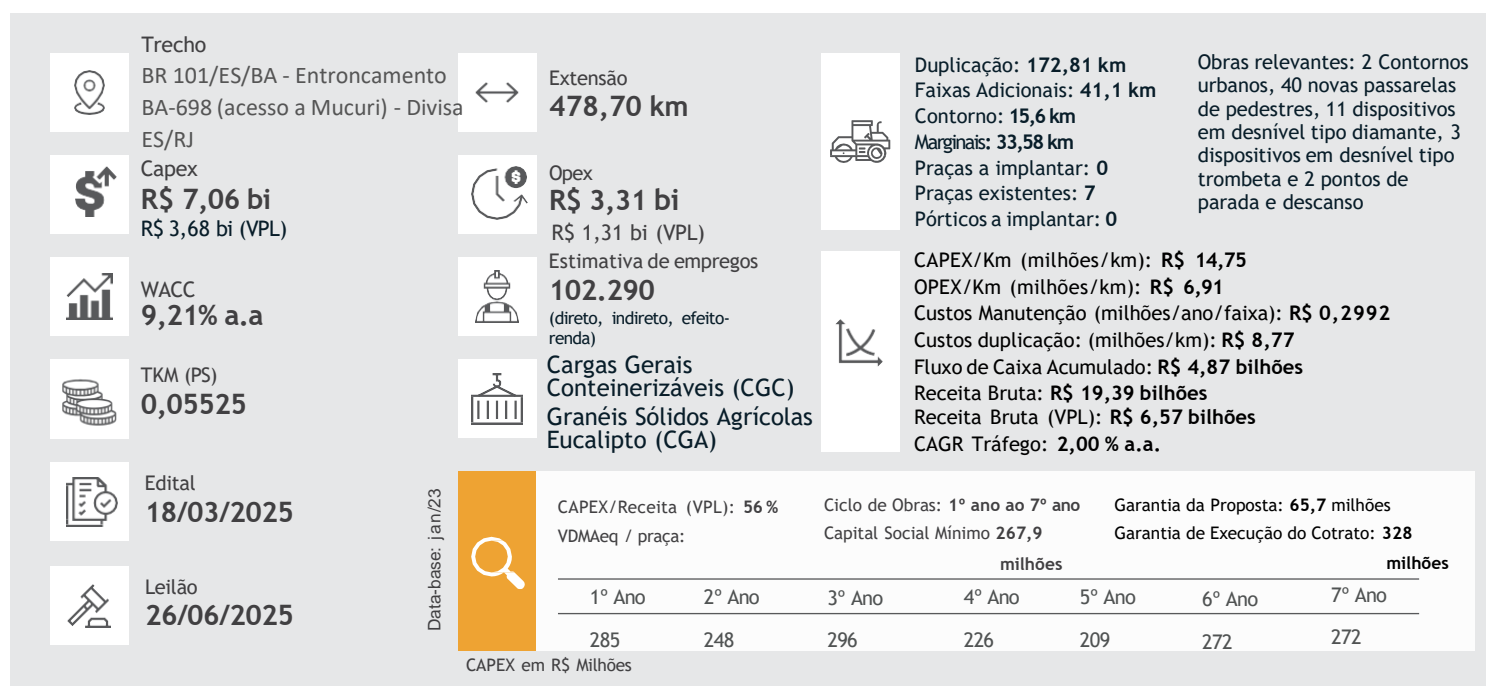 Trecho
BR 101/ES/BA - Entroncamento
BA-698 (acesso a Mucuri) - Divisa
ES/RJ
Capex
R$ 7,06 bi
R$ 3,68 bi (VPL)
WACC
9,21% a.a
TKM (PS)
0,05525
Edital
18/03/2025
Leilão
26/06/2025
Extensão
478,70 km
Opex
R$ 3,31 bi
R$ 1,31 bi (VPL)
Estimativa de empregos
102.290
(direto, indireto, efeito-
renda)
Cargas Gerais
Conteinerizáveis (CGC)
Granéis Sólidos Agrícolas
Eucalipto (CGA)
Duplicação: 172,81 km
Faixas Adicionais: 41,1 km
Contorno: 15,6 km
Marginais: 33,58 km
Praças a implantar: 0
Praças existentes: 7
Pórticos a implantar: 0
Obras relevantes: 2 Contornos
urbanos, 40 novas passarelas
de pedestres, 11 dispositivos
em desnível tipo diamante, 3
dispositivos em desnível tipo
trombeta e 2 pontos de
parada e descanso
CAPEX/Km (milhões/km): R$ 14,75
OPEX/Km (milhões/km): R$ 6,91
Custos Manutenção (milhões/ano/faixa): R$ 0,2992
Custos duplicação: (milhões/km): R$ 8,77
Fluxo de Caixa Acumulado: R$ 4,87 bilhões
Receita Bruta: R$ 19,39 bilhões
Receita Bruta (VPL): R$ 6,57 bilhões
CAGR Tráfego: 2,00 % a.a.
Data-base: jan/23
CAPEX/Receita (VPL): 56 %
VDMAeq / praça:
Ciclo de Obras: 1º ano ao 7º ano
Capital Social Mínimo 267,9
milhões
Garantia da Proposta: 65,7 milhões
Garantia de Execução do Cotrato: 328
milhões
1º Ano 2º Ano 3º Ano 4º Ano 5º Ano 6º Ano 7º Ano
285 248 296 226 209 272 272
CAPEX em R$ Milhões